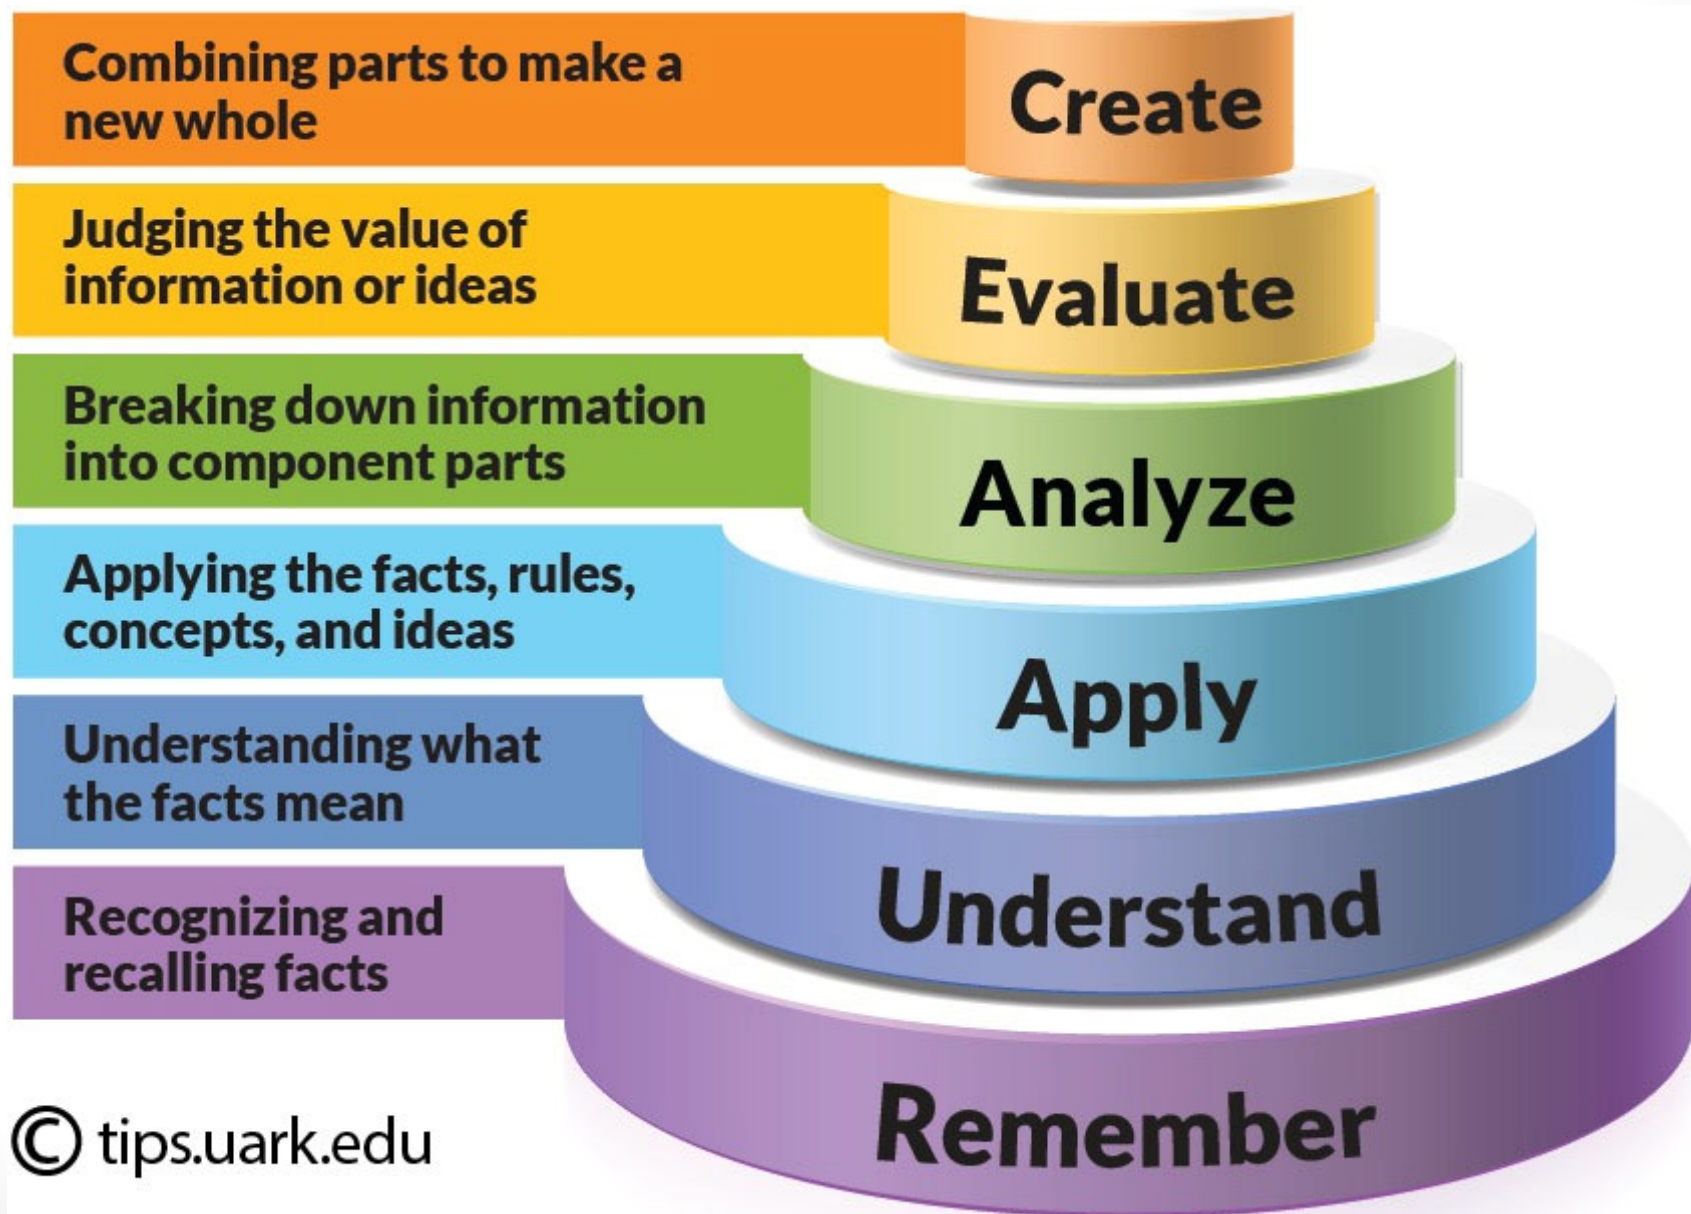 Combining parts to make a
new whole
Create
Judging the value of
information or ideas
Evaluate
Breaking down information
into component parts
Analyze
Applying the facts, rules,
concepts, and ideas
Apply
Understanding what
the facts mean
Understand
Recognizing and
recalling facts
Remember
© tips.uark.edu